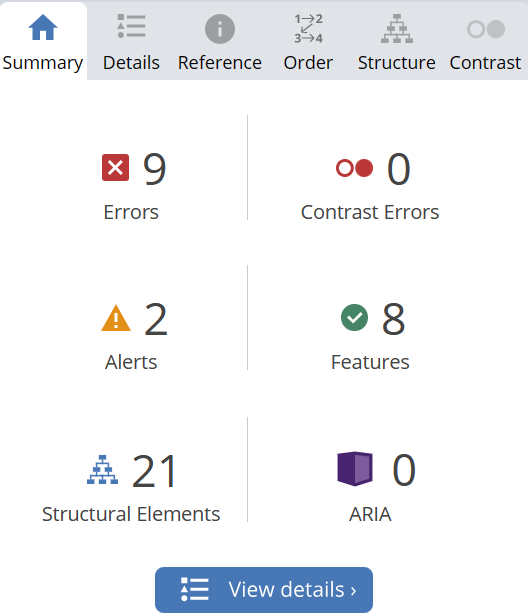 1 2
3 4
Summary Details Reference Order Structure Contrast
9 0
Errors Contrast Errors
2 8
Alerts Features
21 0
Structural Elements ARIA
View details ›